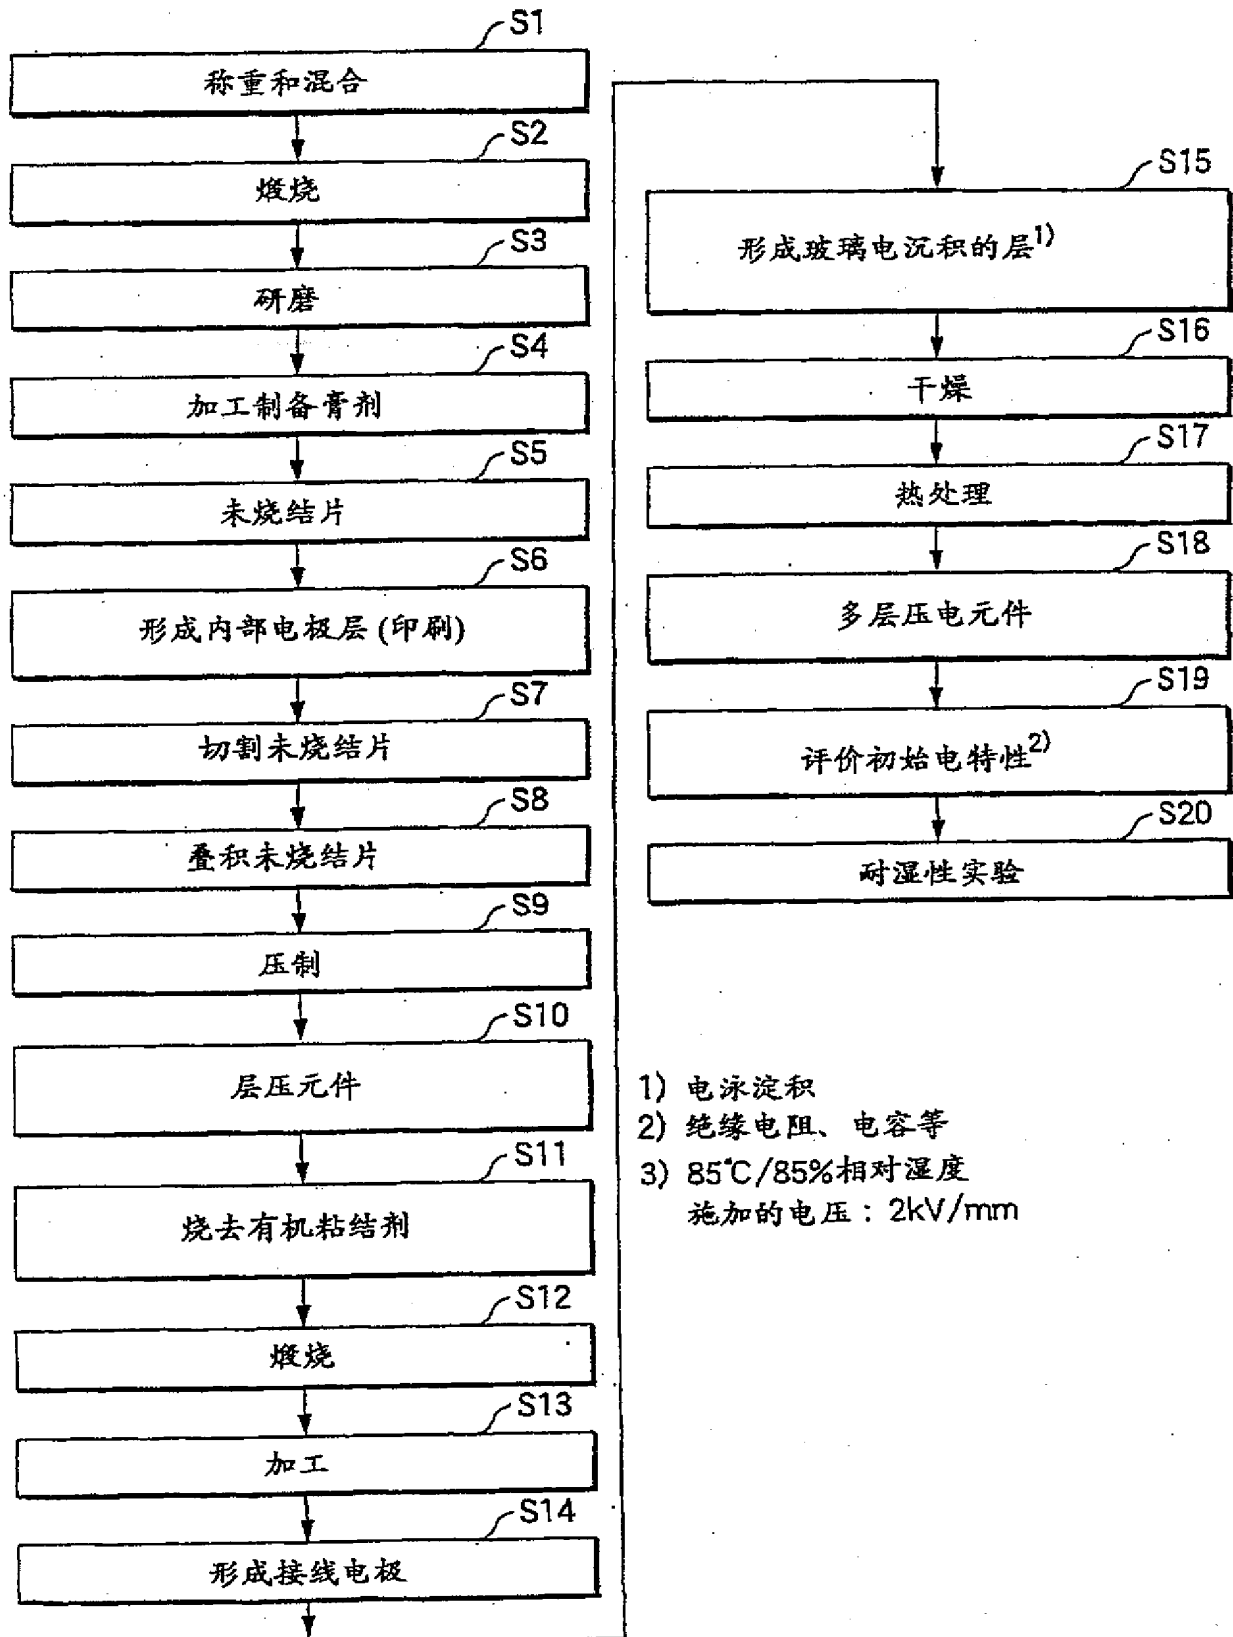 S1
称重和混合
S2
煅烧
S3
研磨
S4
加工制备膏剂
S5
未烧结片
S6
形成内部电极层(印刷)
S7
切割未烧结片
S8
叠积未烧结片
S9
压制
S10
层压元件
S11
烧去有机粘结剂
S12
煅烧
S13
加工
S14
形成接线电极
S15
形成玻璃电沉积的层1)
S16
干燥
S17
热处理
S18
多层压电元件
S19
评价初始电特性2)
S20
耐湿性实验
1) 电泳淀积
2) 绝缘电阻、电容等
3) 85℃/85%相对湿度
施加的电压：2kV/mm